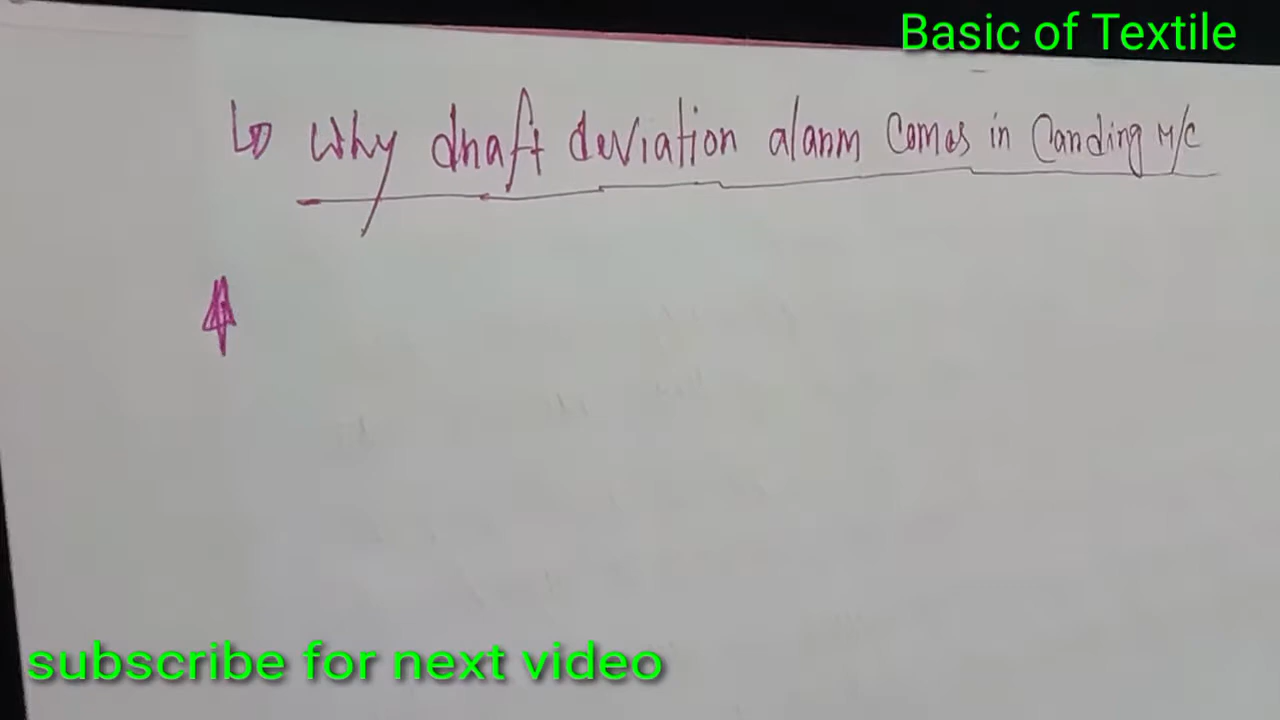 Basic of Textile
Why draft deviation alarm comes in Carding M/C
subscribe for next video